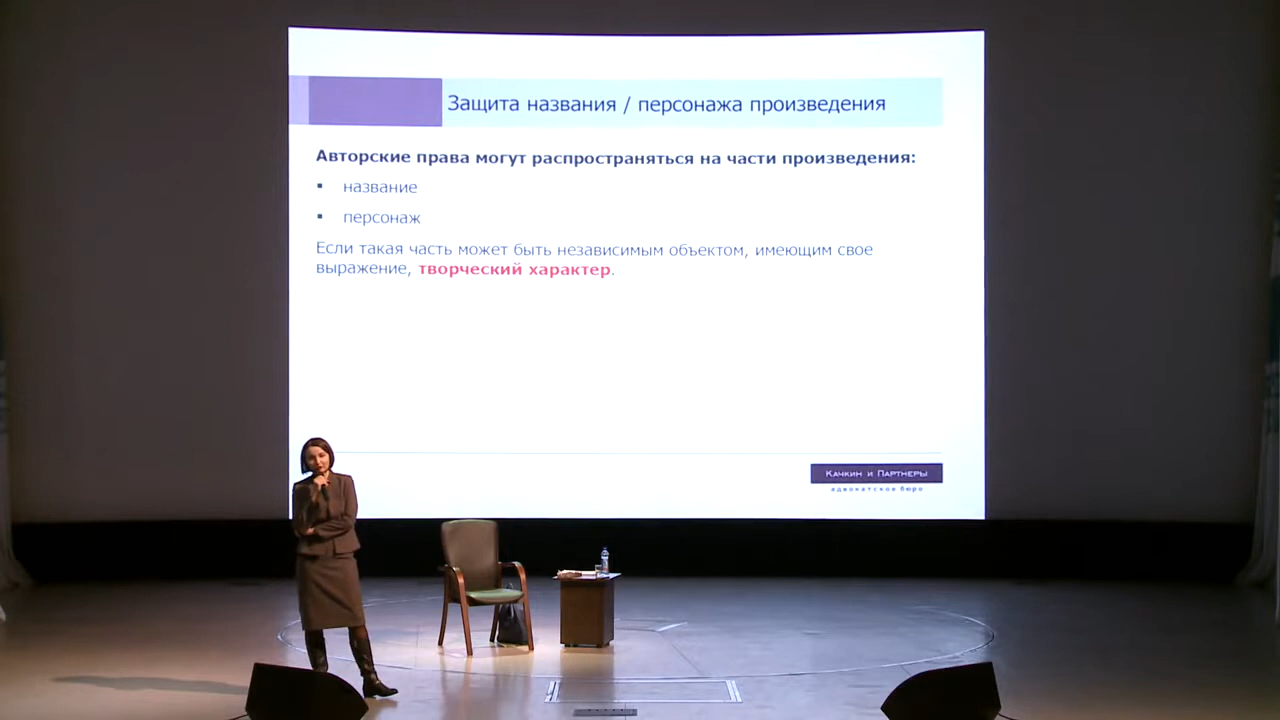 Защита названия / персонажа произведения
Авторские права могут распространяться на части произведения:
▪ название
▪ персонаж
Если такая часть может быть независимым объектом, имеющим свое
выражение, творческий характер.
Качкин и Партнеры
адвокатское бюро